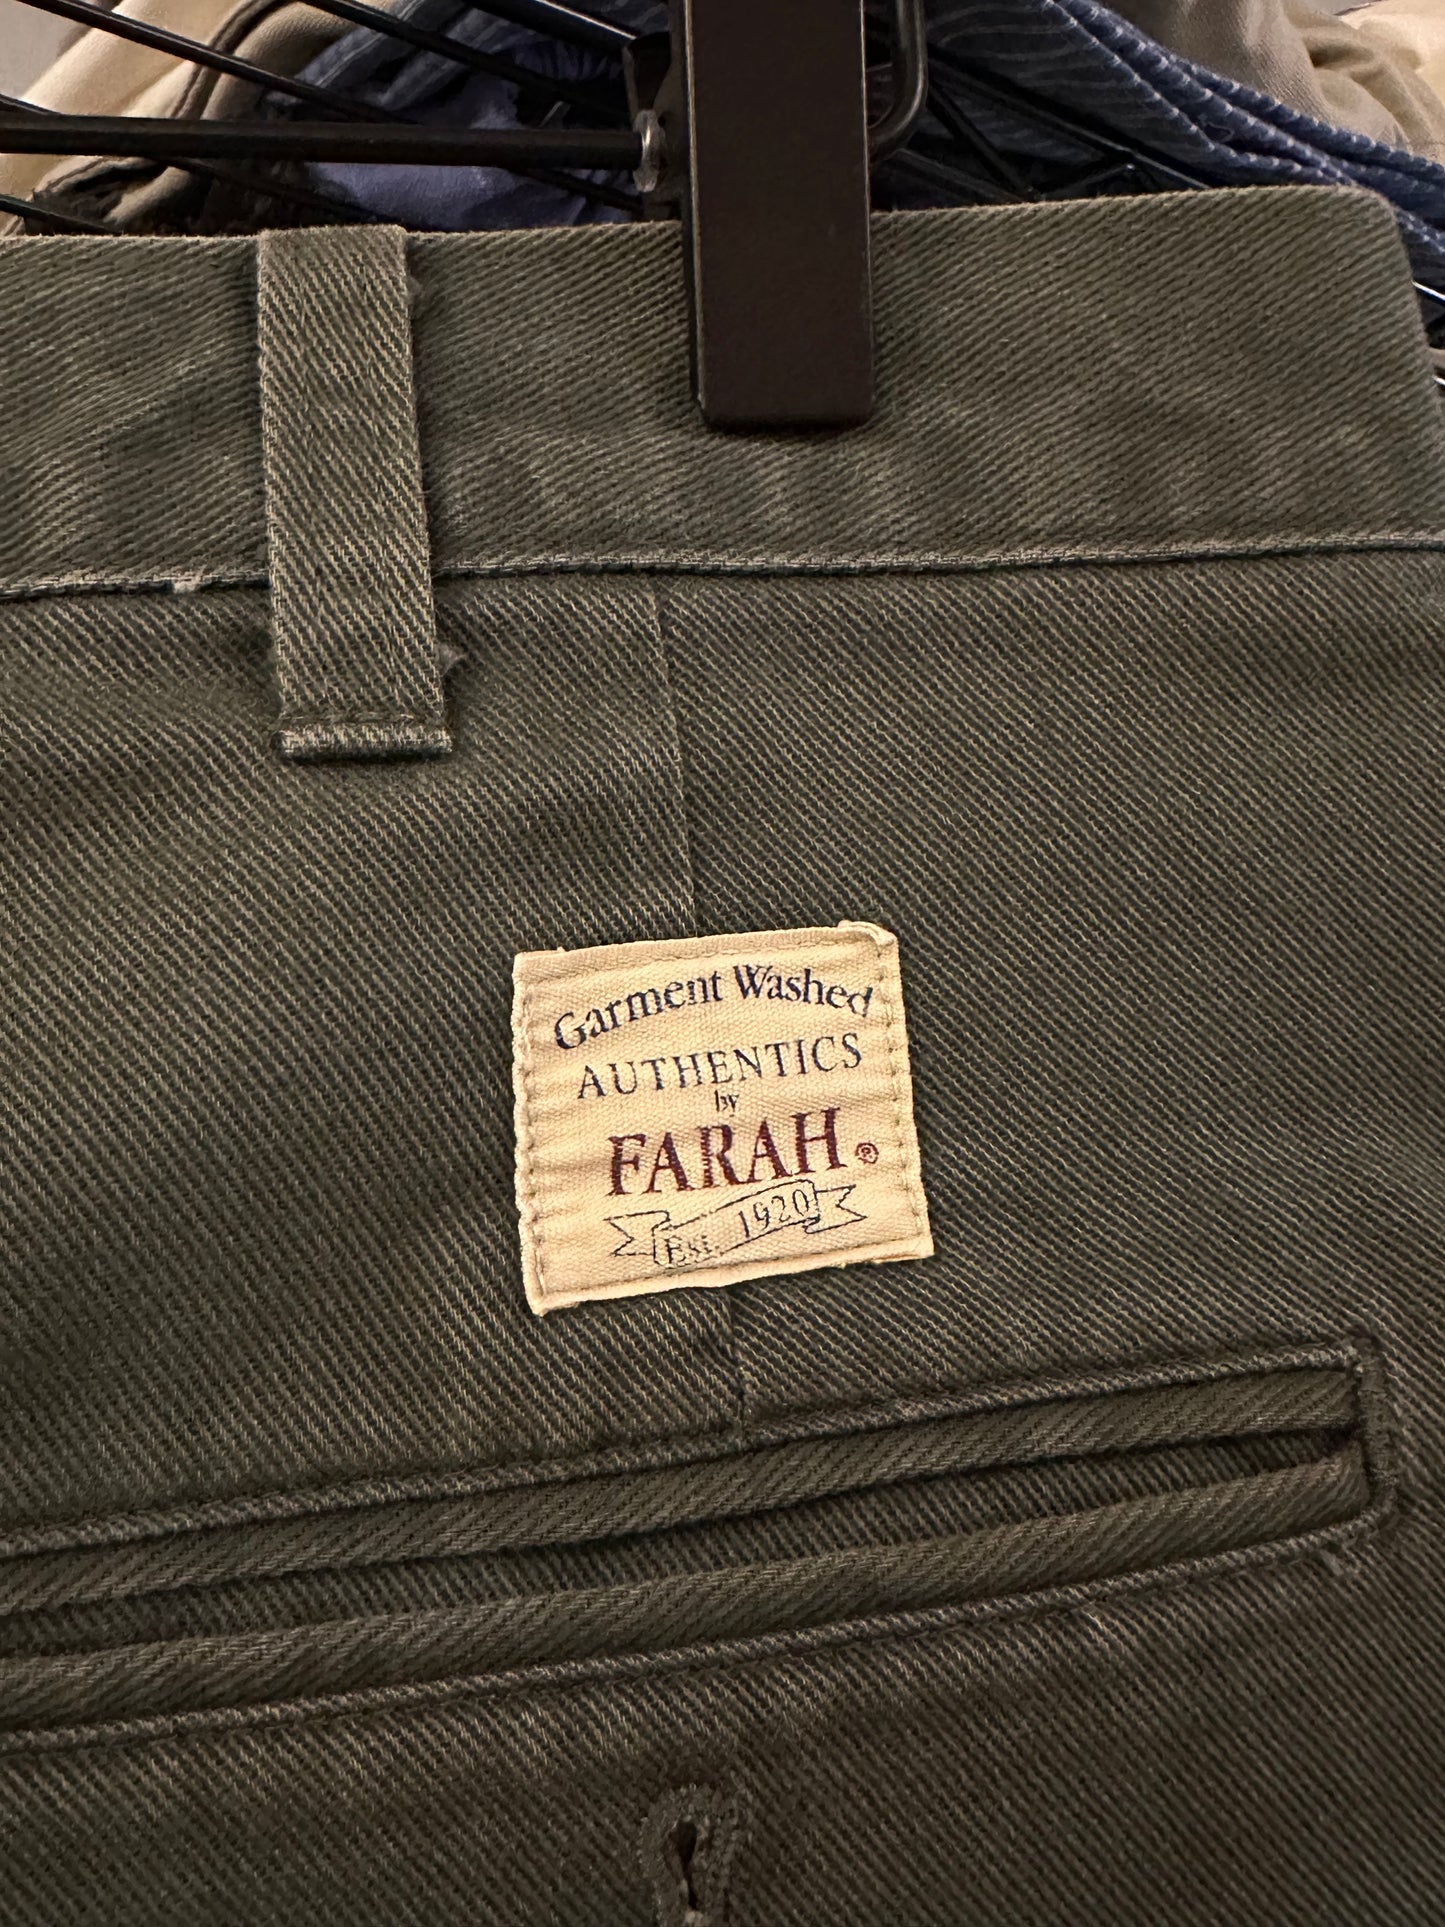 Garment Washed
AUTHENTICS
by
FARAH®
Est. 1920